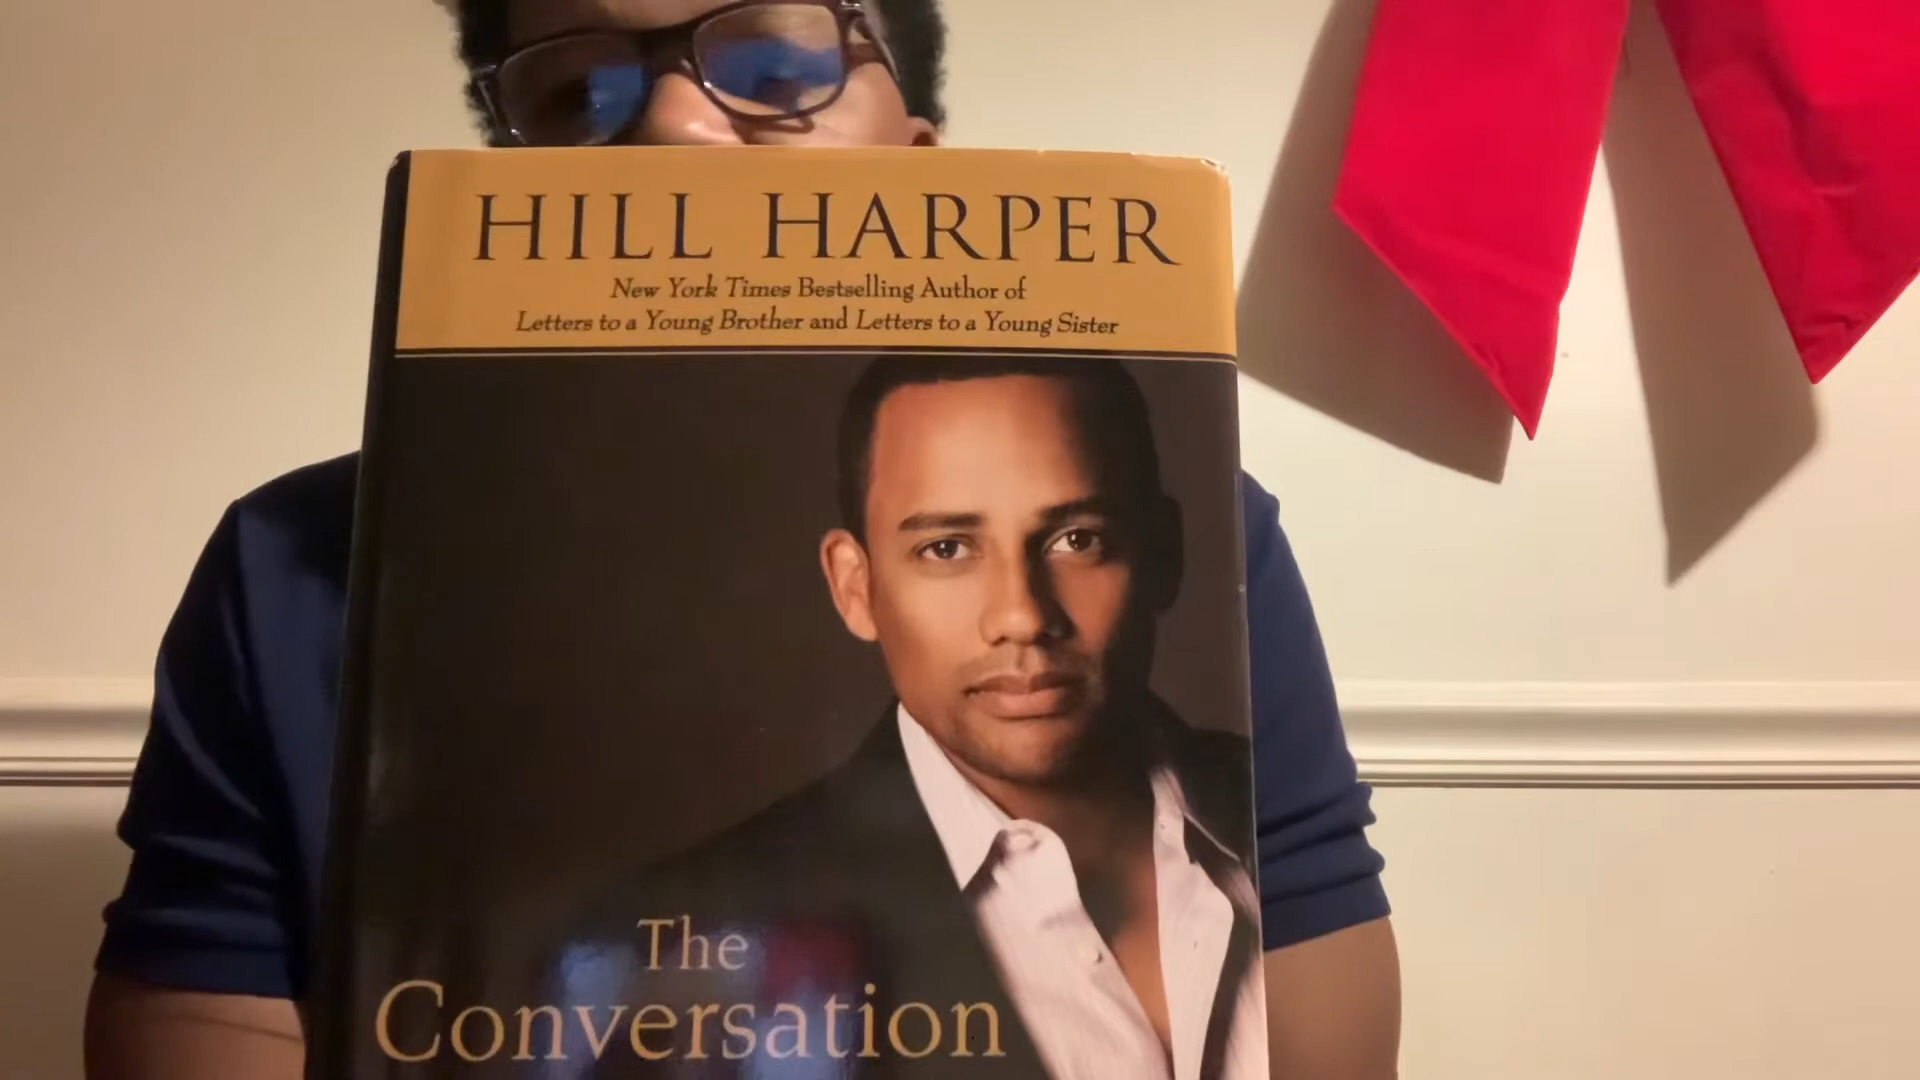 HILL HARPER
New York Times Bestselling Author of
Letters to a Young Brother and Letters to a Young Sister
The
Conversation